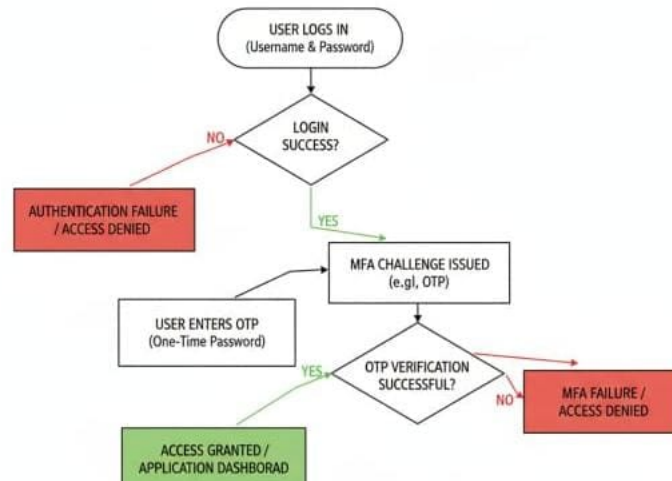 USER LOGS IN
(Username & Password)
LOGIN
SUCCESS?
NO
AUTHENTICATION FAILURE
/ ACCESS DENIED
YES
MFA CHALLENGE ISSUED
(e.gl, OTP)
USER ENTERS OTP
(One-Time Password)
OTP VERIFICATION
SUCCESSFUL?
YES
NO
MFA FAILURE /
ACCESS DENIED
ACCESS GRANTED /
APPLICATION DASHBORAD